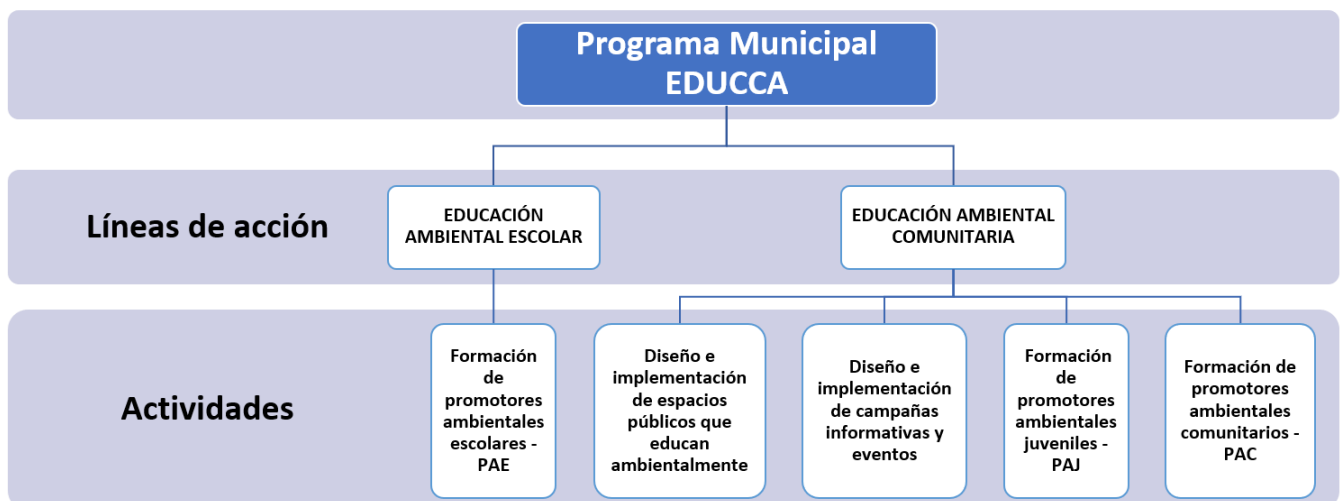 Programa Municipal
EDUCCA
Líneas de acción
EDUCACIÓN
AMBIENTAL ESCOLAR
EDUCACIÓN AMBIENTAL
COMUNITARIA
Actividades
Formación
de
promotores
ambientales
escolares -
PAE
Diseño e
implementación
de espacios
públicos que
educan
ambientalmente
Diseño e
implementación
de campañas
informativas y
eventos
Formación
de
promotores
ambientales
juveniles -
PAJ
Formación de
promotores
ambientales
comunitarios -
PAC